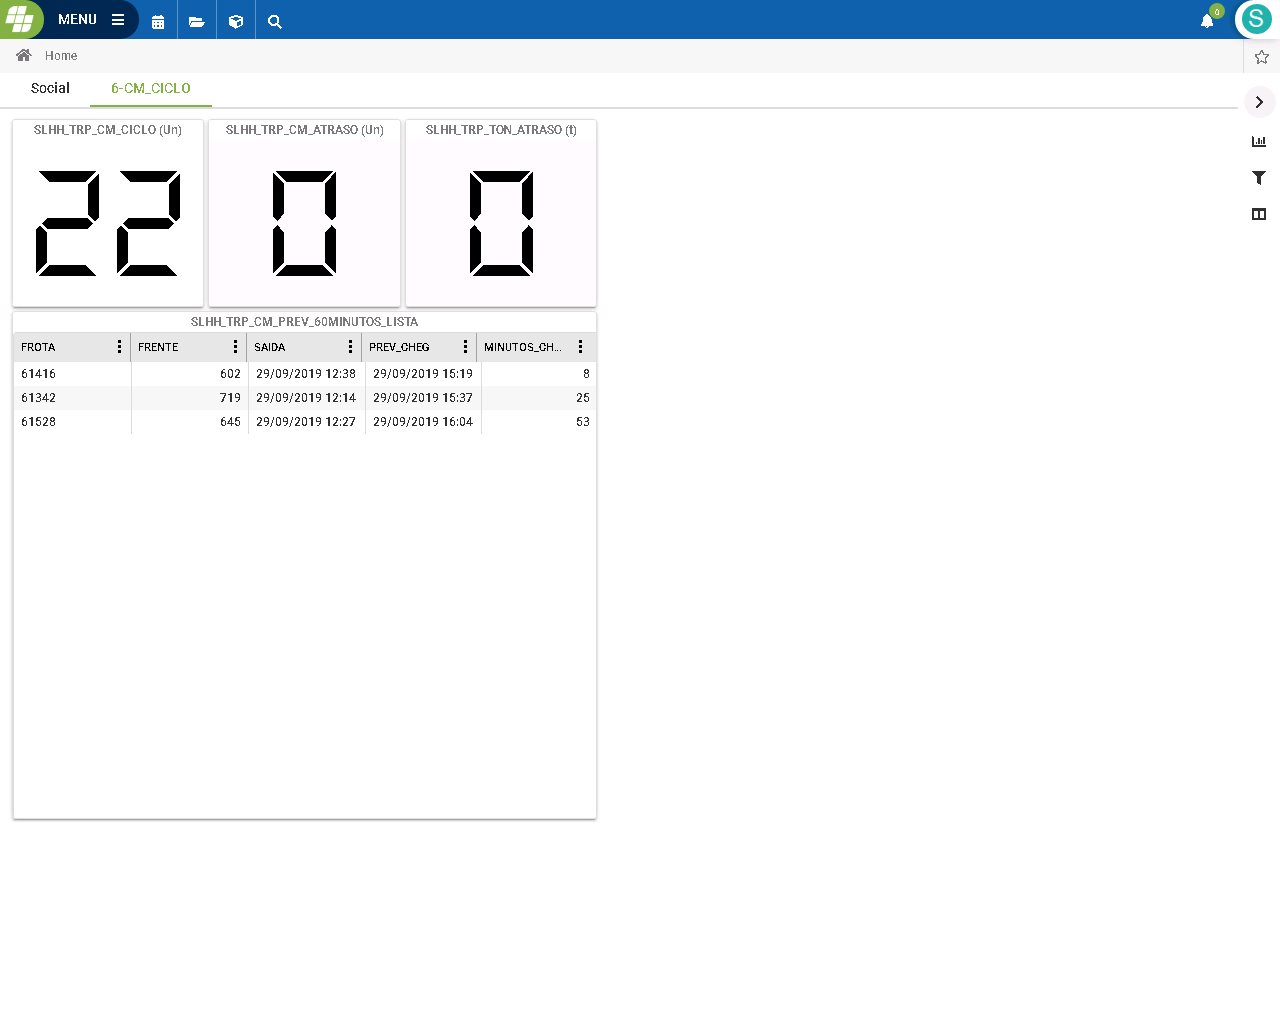 MENU
0
S
Home
Social 6-CM_CICLO
SLHH_TRP_CM_CICLO (Un) SLHH_TRP_CM_ATRASO (Un) SLHH_TRP_TON_ATRASO (t)
22 0 0
SLHH_TRP_CM_PREV_60MINUTOS_LISTA
FROTA FRENTE SAIDA PREV_CHEG MINUTOS_CH...
61416 602 29/09/2019 12:38 29/09/2019 15:19 8
61342 719 29/09/2019 12:14 29/09/2019 15:37 25
61528 645 29/09/2019 12:27 29/09/2019 16:04 53